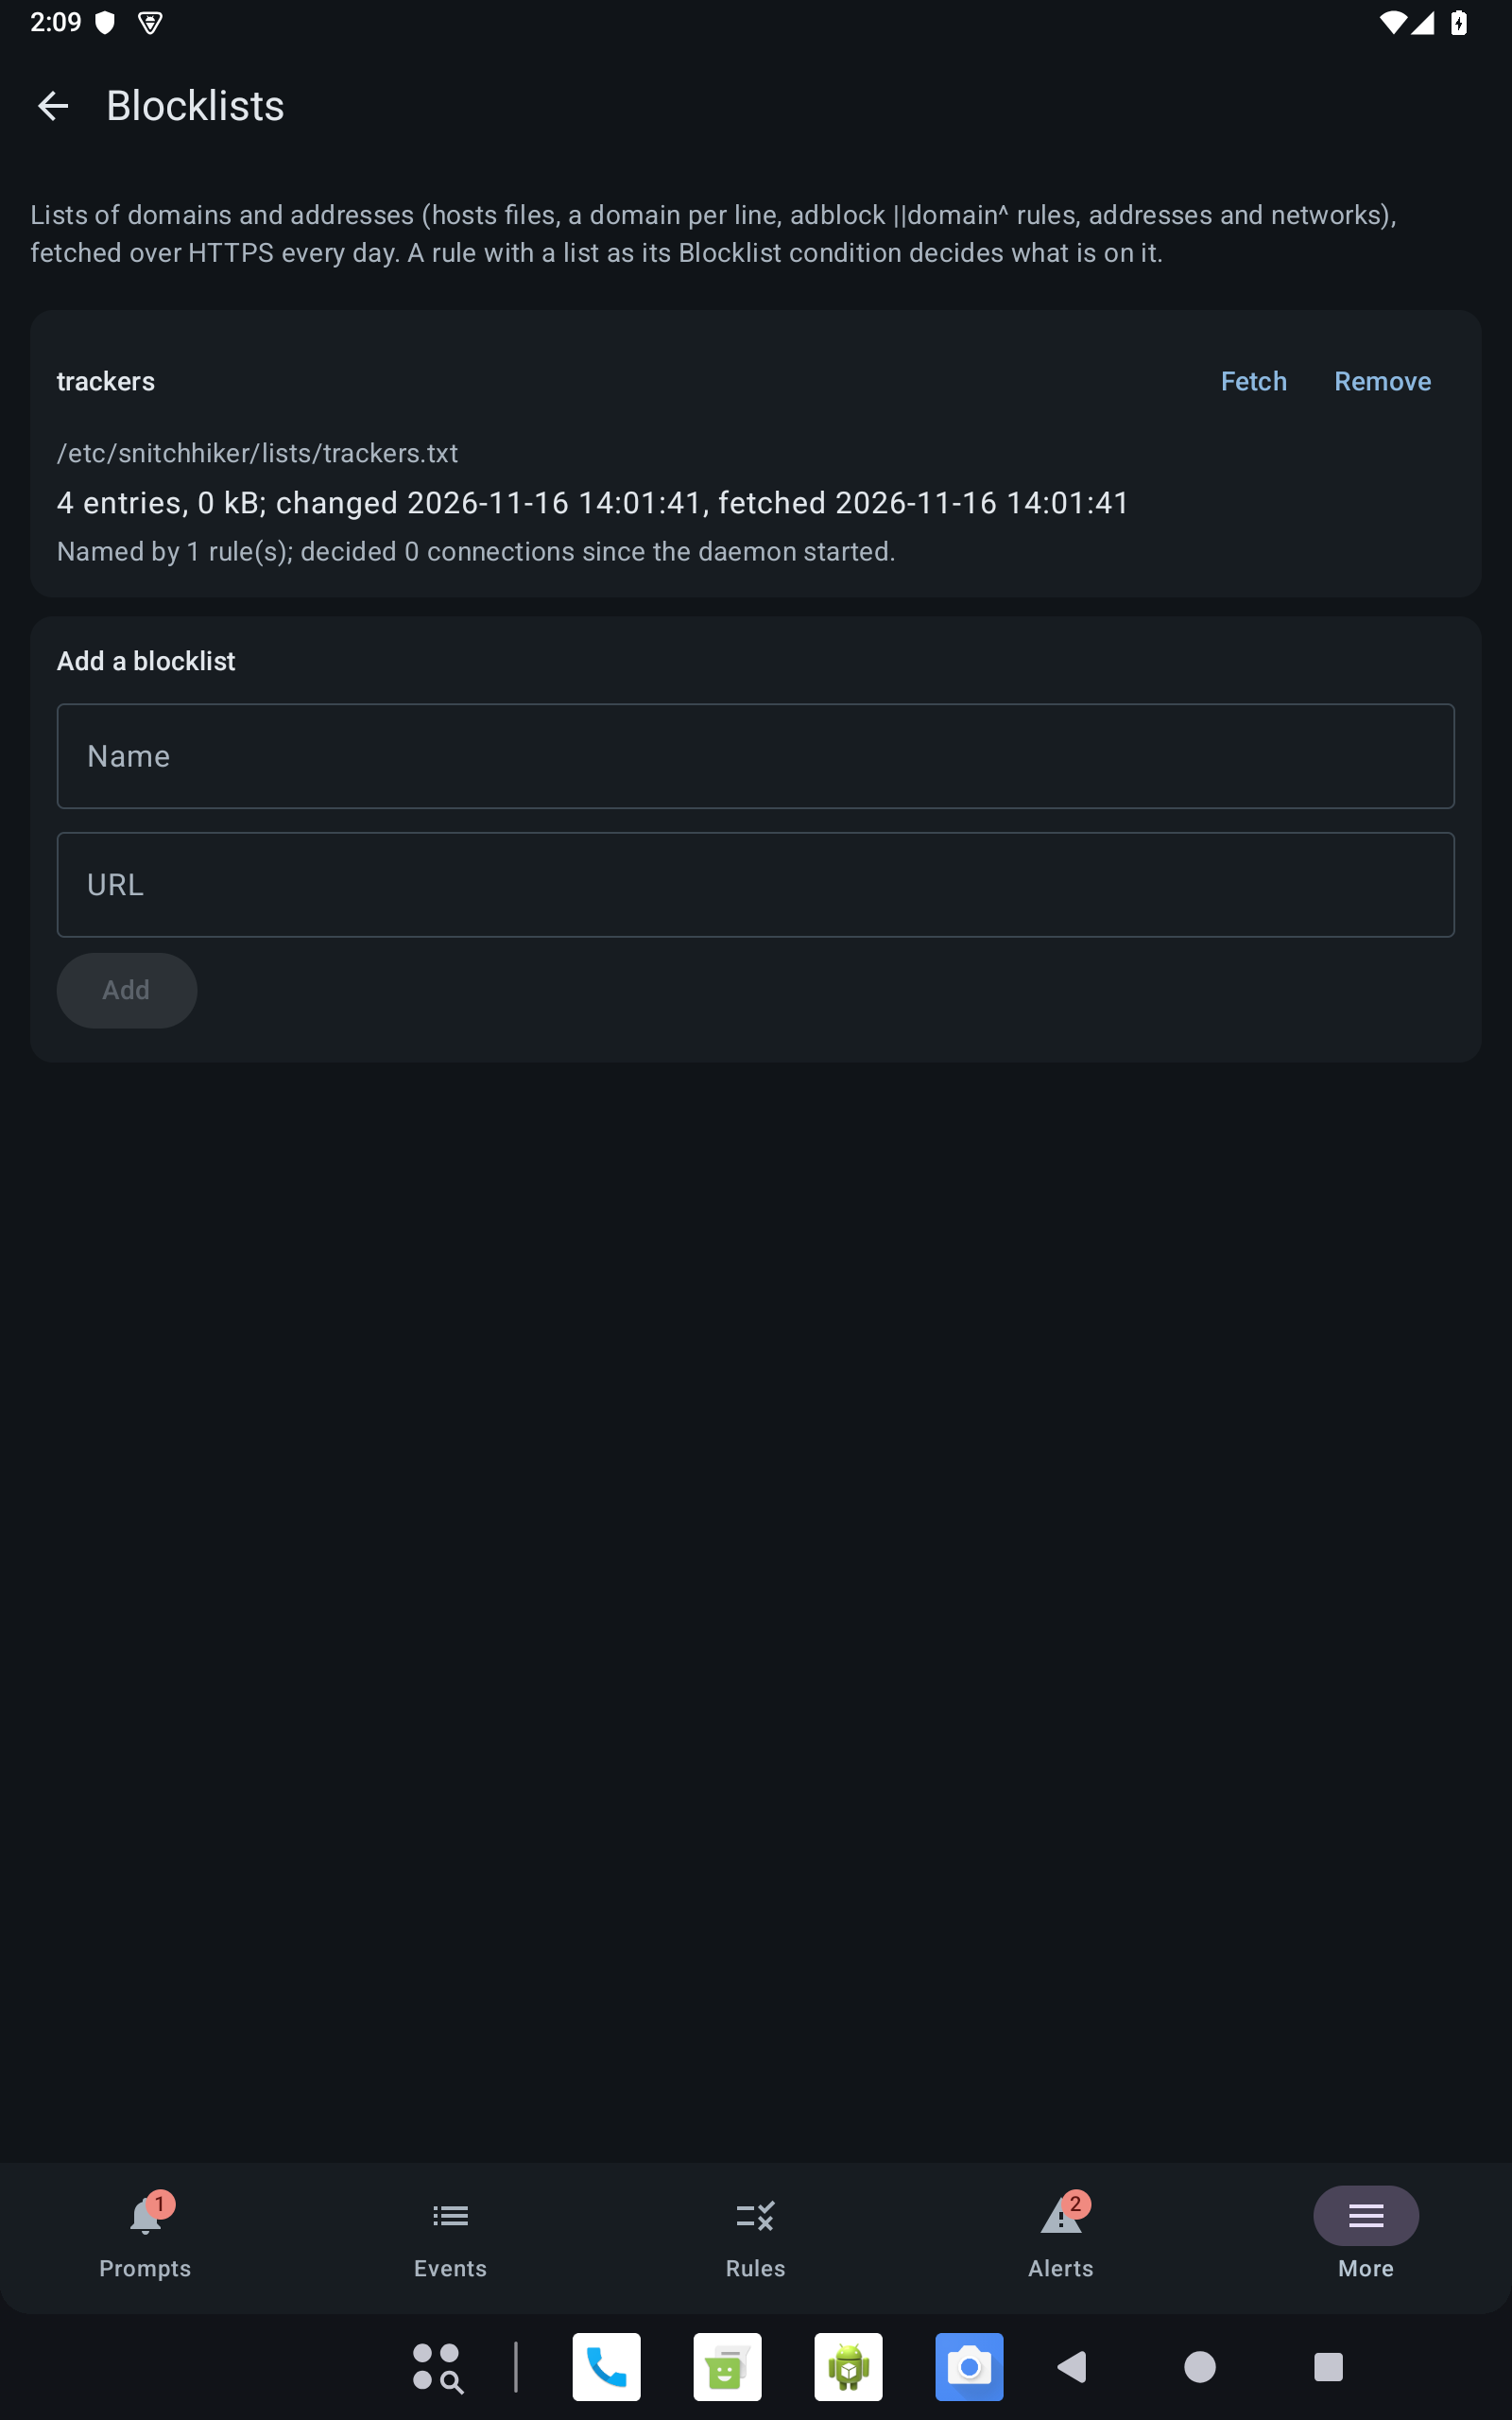 2:09
Blocklists
Lists of domains and addresses (hosts files, a domain per line, adblock ||domain^ rules, addresses and networks),
fetched over HTTPS every day. A rule with a list as its Blocklist condition decides what is on it.
trackers
Fetch
Remove
/etc/snitchhiker/lists/trackers.txt
4 entries, 0 kB; changed 2026-11-16 14:01:41, fetched 2026-11-16 14:01:41
Named by 1 rule(s); decided 0 connections since the daemon started.
Add a blocklist
Name
URL
Add
1
2
Prompts
Events
Rules
Alerts
More